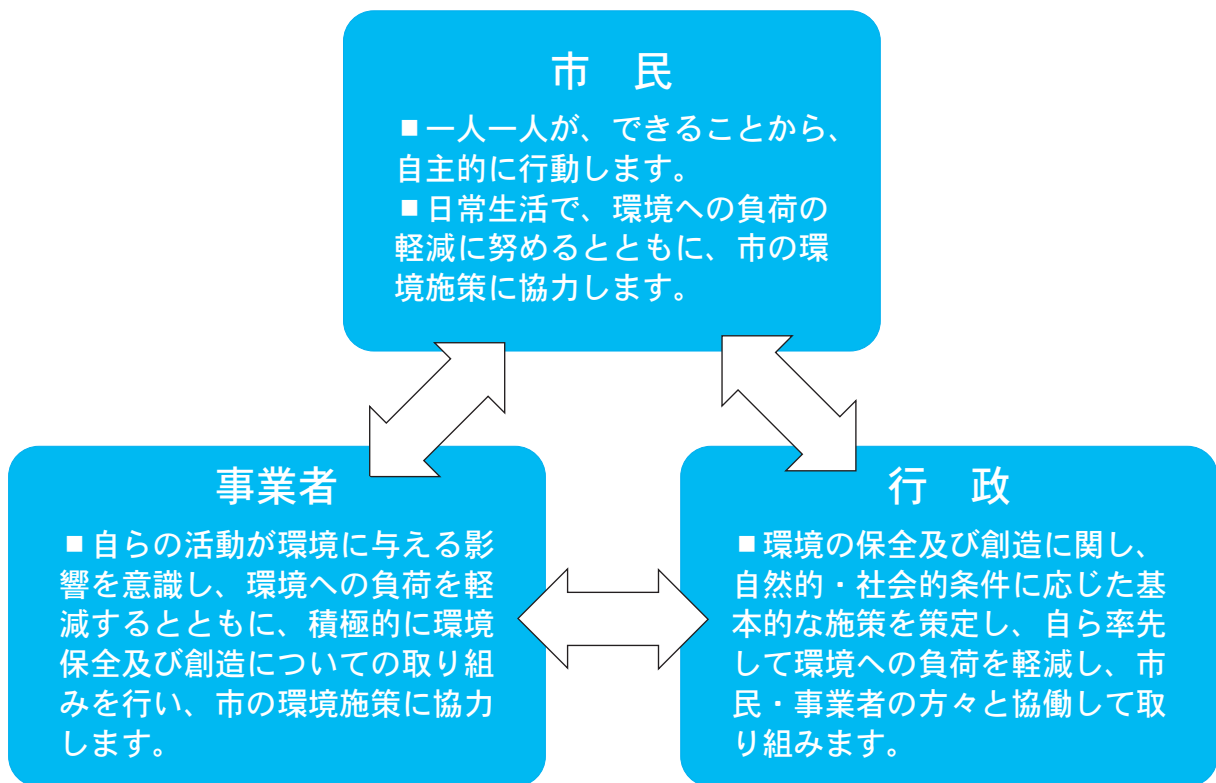 市　民
■一人一人が、できることから、
自主的に行動します。
■日常生活で、環境への負荷の
軽減に努めるとともに、市の環
境施策に協力します。
事業者
■自らの活動が環境に与える影
響を意識し、環境への負荷を軽
減するとともに、積極的に環境
保全及び創造についての取り組
みを行い、市の環境施策に協力
します。
行　政
■環境の保全及び創造に関し、
自然的・社会的条件に応じた基
本的な施策を策定し、自ら率先
して環境への負荷を軽減し、市
民・事業者の方々と協働して取
り組みます。